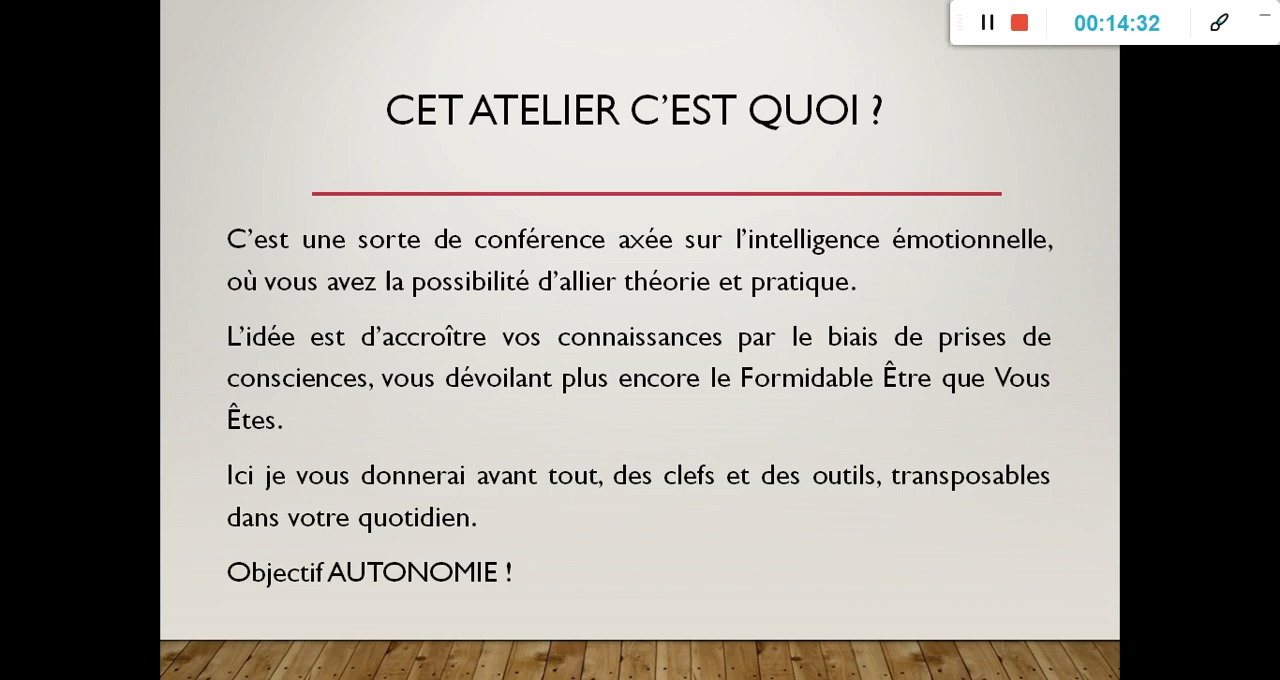 00:14:32
CET ATELIER C’EST QUOI ?
C’est une sorte de conférence axée sur l’intelligence émotionnelle,
où vous avez la possibilité d’allier théorie et pratique.
L’idée est d’accroître vos connaissances par le biais de prises de
consciences, vous dévoilant plus encore le Formidable Être que Vous
Êtes.
Ici je vous donnerai avant tout, des clefs et des outils, transposables
dans votre quotidien.
Objectif AUTONOMIE !